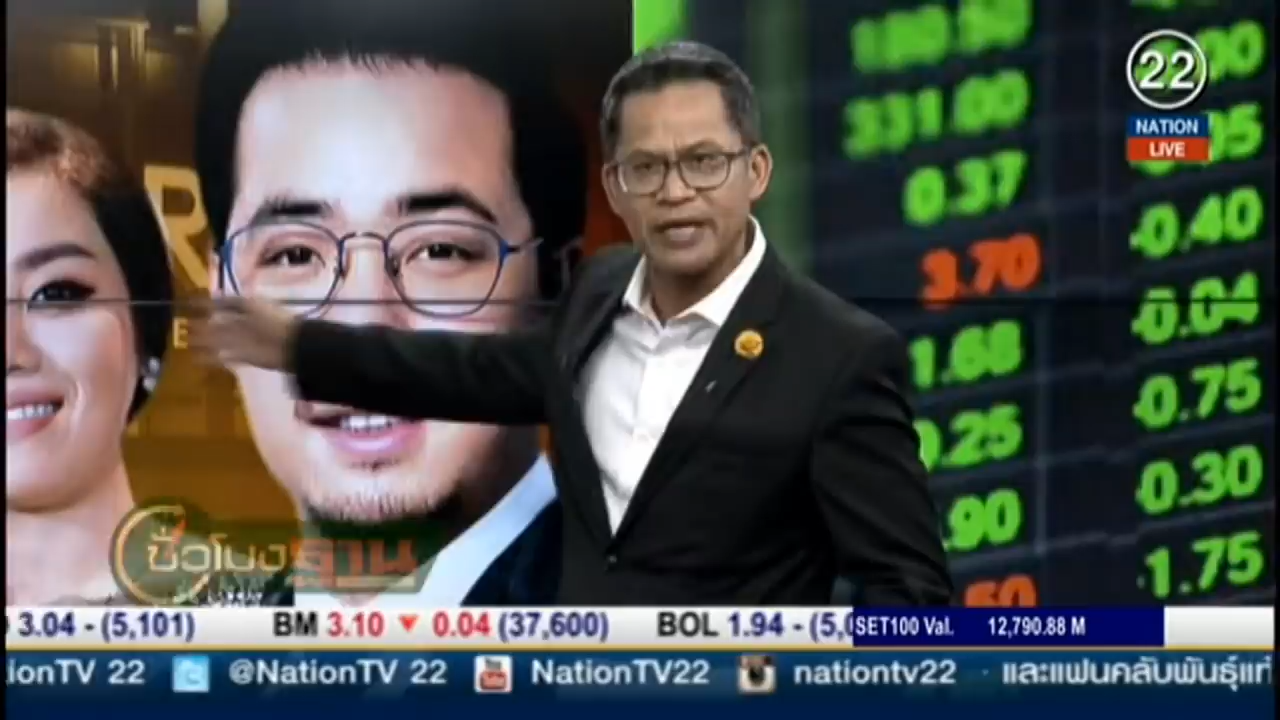 22
NATION
LIVE
180.50
331.00
0.37
3.70
-0.40
-0.04
1.68
-0.75
0.25
-0.30
.90
-1.75
.50
R
E
ชั่วโมง
ฐาน
3.04 - (5,101) BM 3.10 ▼ 0.04 (37,600) BOL 1.94 - (5,0 SET100 Val. 12,790.88 M
ionTV 22 @NationTV 22 NationTV22 nationtv22 และแฟนคลับพันธุ์แท้